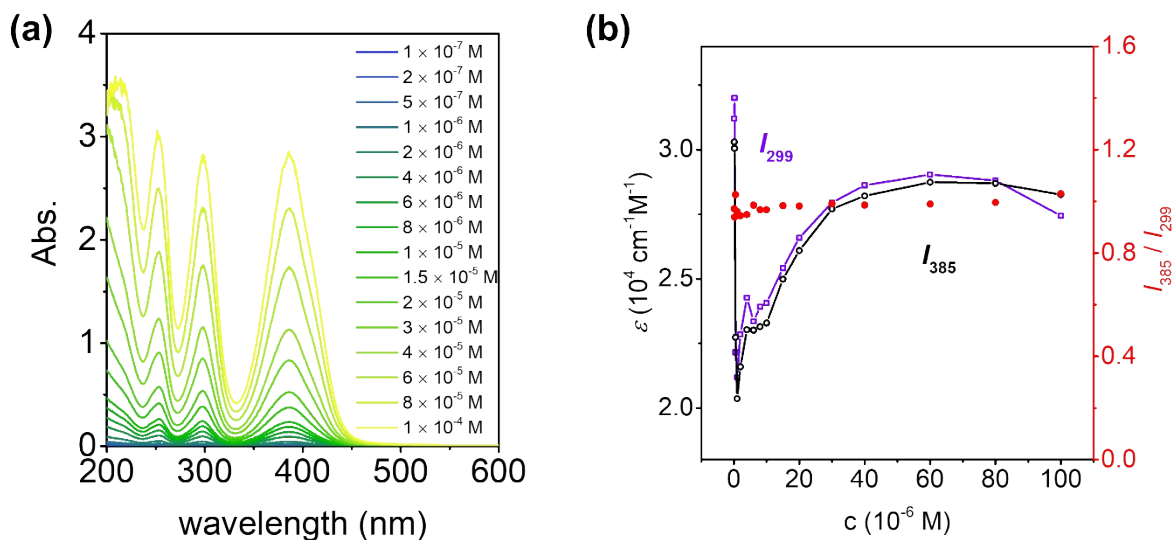 (a)
Abs.
4
3
2
1
0
200
300
400
500
600
wavelength (nm)
1 × 10⁻⁷ M
2 × 10⁻⁷ M
5 × 10⁻⁷ M
1 × 10⁻⁶ M
2 × 10⁻⁶ M
4 × 10⁻⁶ M
6 × 10⁻⁶ M
8 × 10⁻⁶ M
1 × 10⁻⁵ M
1.5 × 10⁻⁵ M
2 × 10⁻⁵ M
3 × 10⁻⁵ M
4 × 10⁻⁵ M
6 × 10⁻⁵ M
8 × 10⁻⁵ M
1 × 10⁻⁴ M
(b)
ε (10⁴ cm⁻¹M⁻¹)
3.0
2.5
2.0
0
20
40
60
80
100
c (10⁻⁶ M)
I₂₉₉
I₃₈₅
1.6
1.2
0.8
0.4
0.0
I₃₈₅ / I₂₉₉